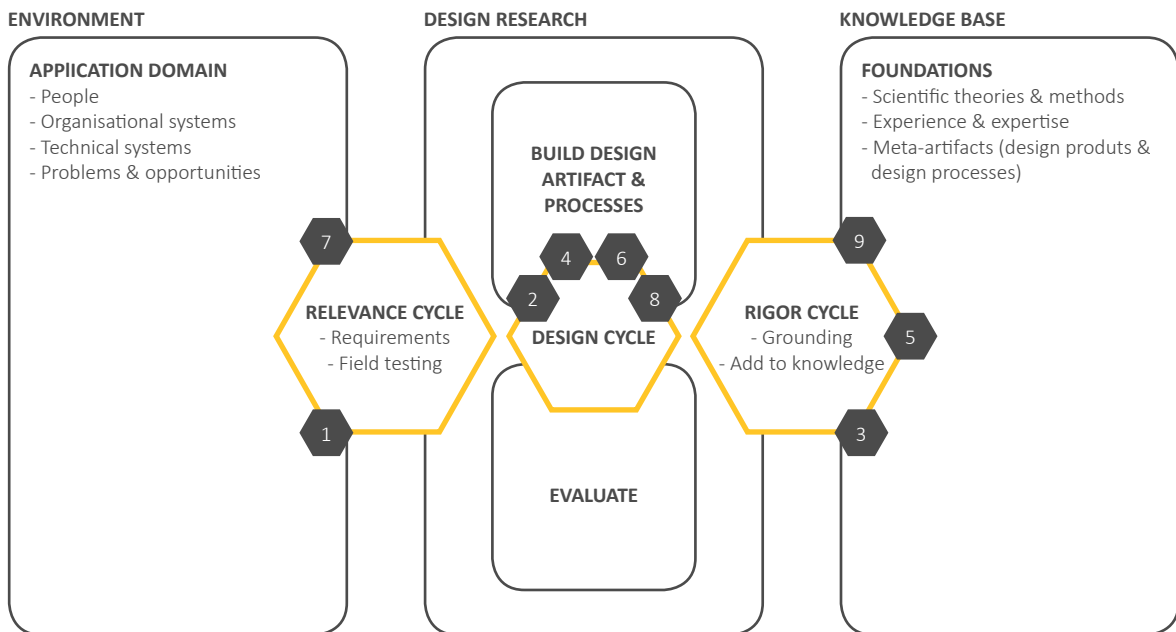 ENVIRONMENT
APPlICATION DOMAIN
- People
- Organisational systems
- Technical systems
- Problems & opportunities
7
RELEVANCE CYCLE
- Requirements
- Field testing
1
DESIGN RESEARCH
BUILD DESIGN
ARTIFACT &
PROCESSES
4
6
2
8
DESIGN CYCLE
EVALUATE
KNOWLEDGE BASE
FOUNDATIONS
- Scientific theories & methods
- Experience & expertise
- Meta-artifacts (design produts &
design processes)
9
RIGOR CYCLE
- Grounding
- Add to knowledge
5
3